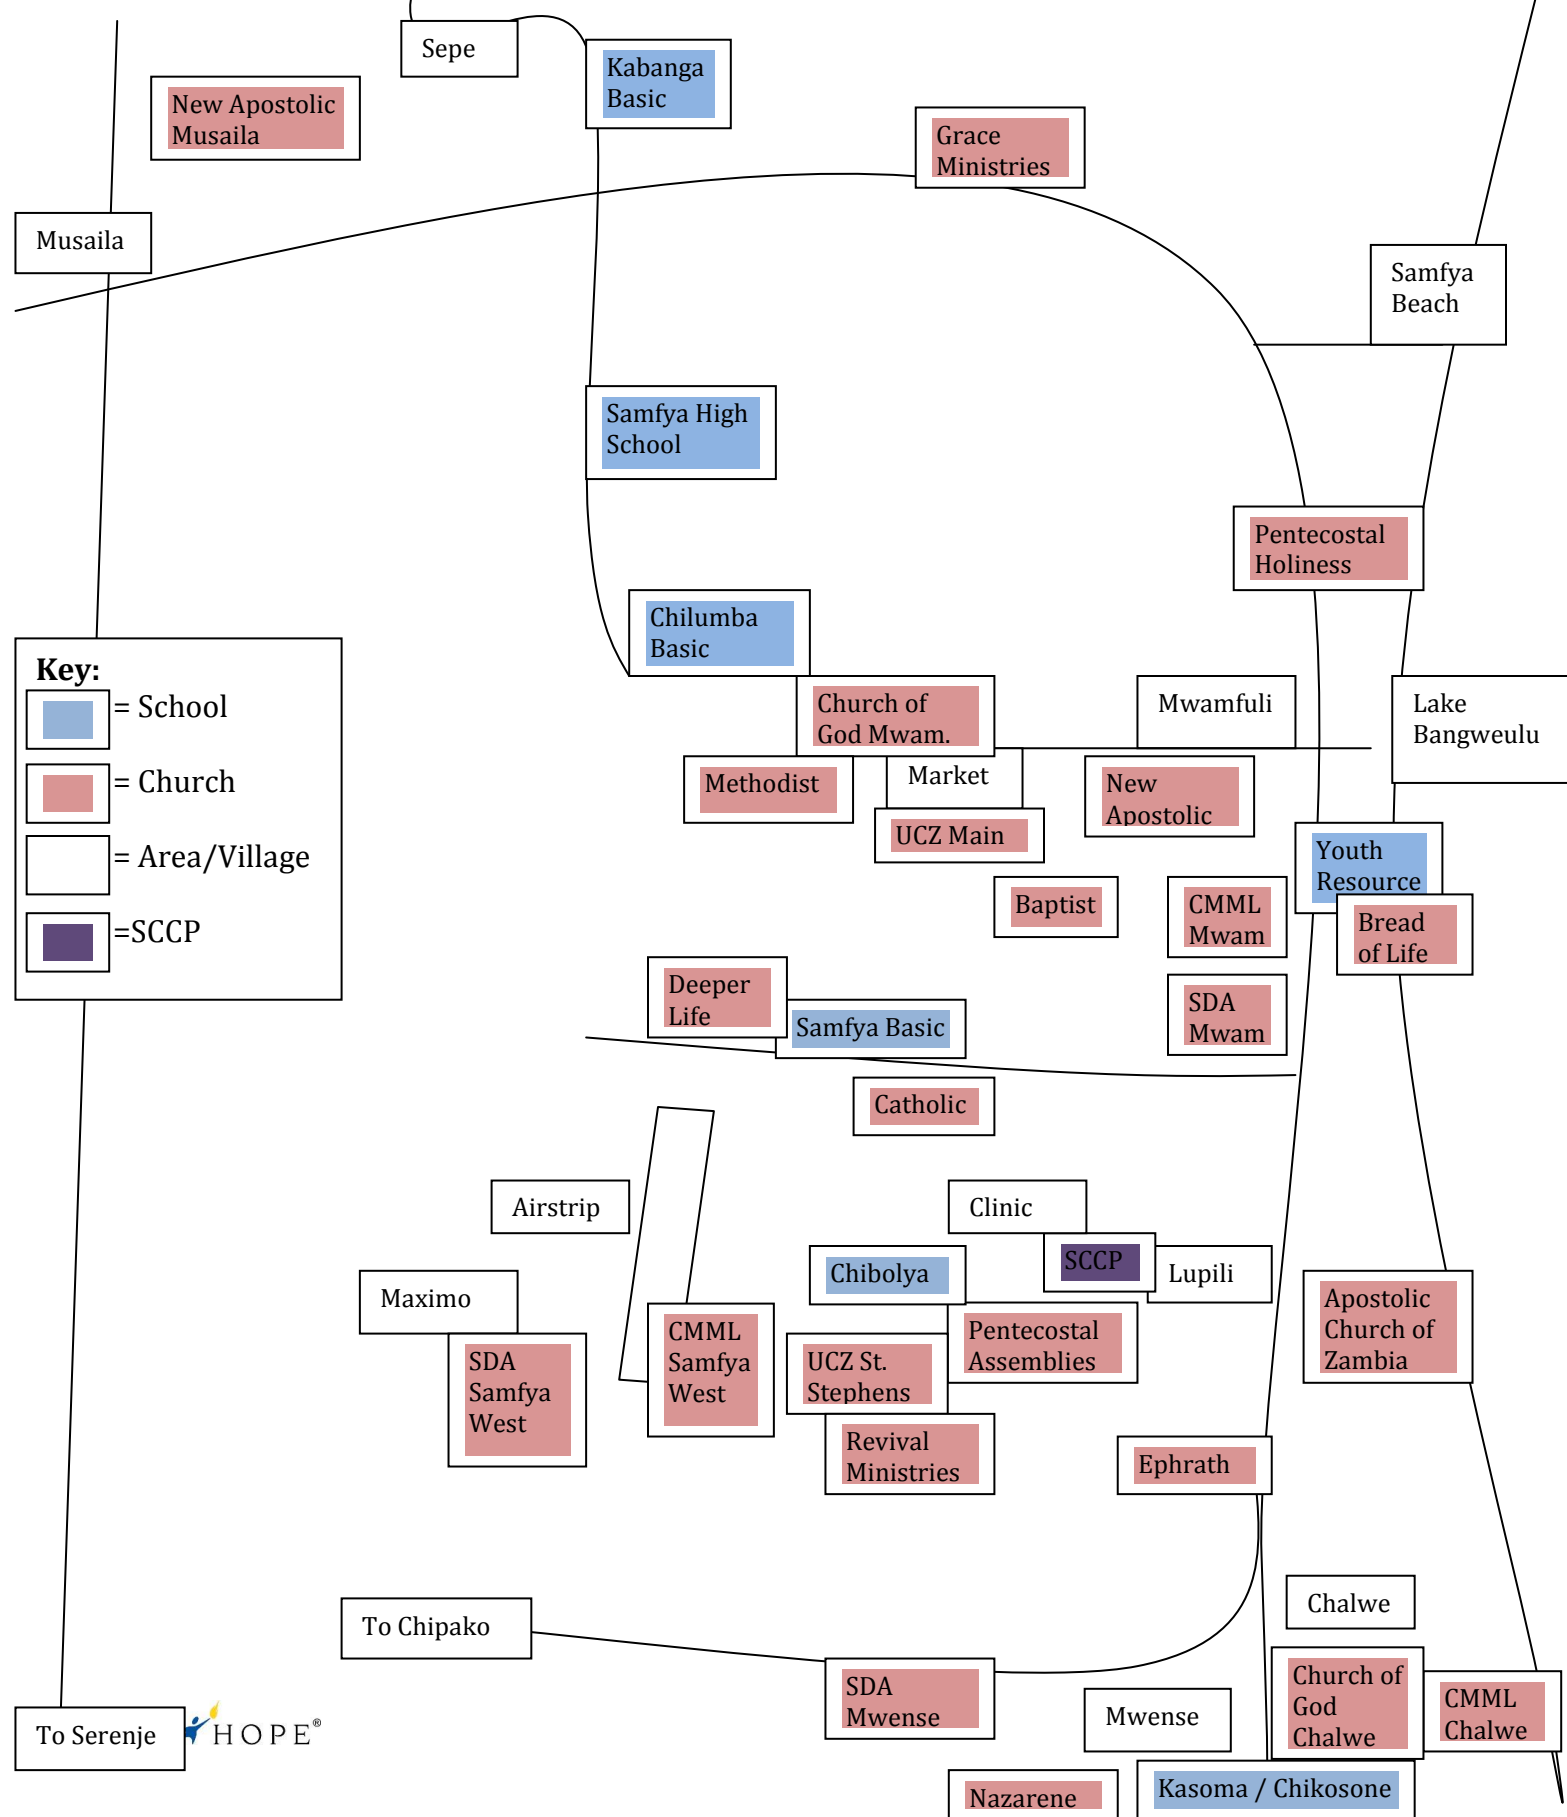 Sepe
Kabanga
Basic
New Apostolic
Musaila
Grace
Ministries
Musaila
Samfya
Beach
Samfya High
School
Pentecostal
Holiness
Chilumba
Basic
Key:
= School
= Church
= Area/Village
=SCCP
Church of
God Mwam.
Mwamfuli
Lake
Bangweulu
Methodist
Market
New
Apostolic
UCZ Main
Youth
Resource
Baptist
CMML
Mwam
Bread
of Life
Deeper
Life
Samfya Basic
SDA
Mwam
Catholic
Airstrip
Clinic
SCCP
Lupili
Chibolya
Maximo
Apostolic
Church of
Zambia
CMML
Samfya
West
Pentecostal
Assemblies
SDA
Samfya
West
UCZ St.
Stephens
Revival
Ministries
Ephrath
Chalwe
To Chipako
SDA
Mwense
Church of
God
Chalwe
CMML
Chalwe
Mwense
To Serenje
HOPE®
Nazarene
Kasoma / Chikosone